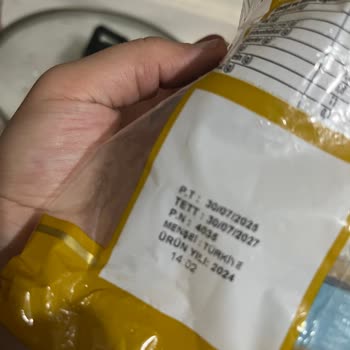 P.T : 30/07/2025
TETT : 30/07/2027
P.N : 4035
MENŞEİ : TÜRKİYE
ÜRÜN YILI: 2024
14:02